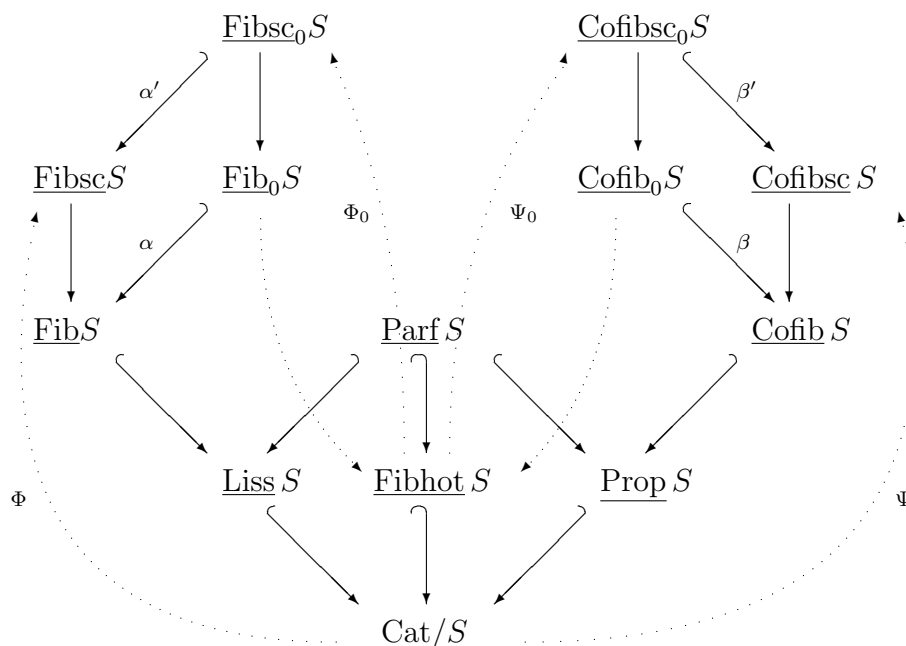 Fibsc₀S Cofibsc₀S
α′ β′
FibscS Fib₀S Cofib₀S Cofibsc S
Φ₀ Ψ₀
α β
FibS Parf S Cofib S
Liss S Fibhot S Prop S
Φ Ψ
Cat/S